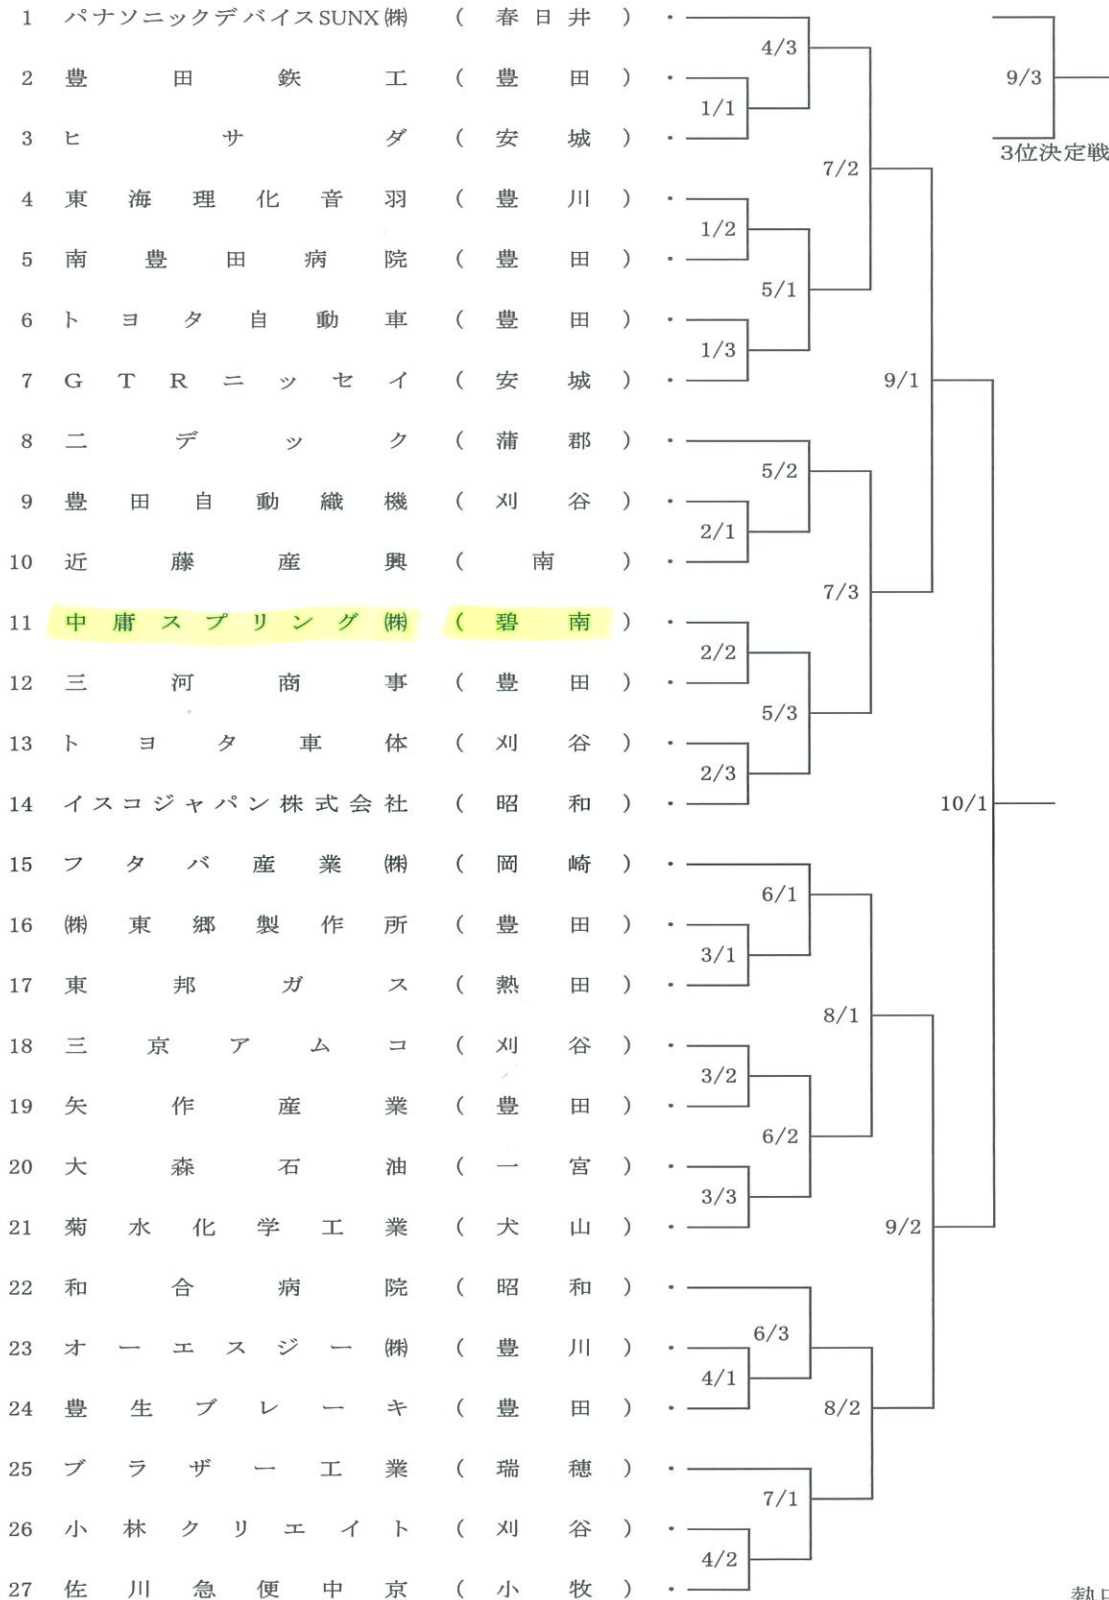 1 パナソニックデバイスSUNX㈱ (春日井)
2 豊田鉃工 (豊田)
3 ヒサダ (安城)
4 東海理化音羽 (豊川)
5 南豊田病院 (豊田)
6 トヨタ自動車 (豊田)
7 GTRニッセイ (安城)
8 ニデック (蒲郡)
9 豊田自動織機 (刈谷)
10 近藤産興 (南)
11 中庸スプリング㈱ (碧南)
12 三河商事 (豊田)
13 トヨタ車体 (刈谷)
14 イスコジャパン株式会社 (昭和)
15 フタバ産業㈱ (岡崎)
16 ㈱東郷製作所 (豊田)
17 東邦ガス (熱田)
18 三京アムコ (刈谷)
19 矢作産業 (豊田)
20 大森石油 (一宮)
21 菊水化学工業 (犬山)
22 和合病院 (昭和)
23 オーエスジー㈱ (豊川)
24 豊生ブレーキ (豊田)
25 ブラザー工業 (瑞穂)
26 小林クリエイト (刈谷)
27 佐川急便中京 (小牧)
4/3
1/1
1/2
5/1
1/3
5/2
2/1
2/2
5/3
2/3
6/1
3/1
3/2
6/2
3/3
6/3
4/1
7/1
4/2
7/2
7/3
8/1
8/2
9/1
9/2
10/1
9/3
3位決定戦